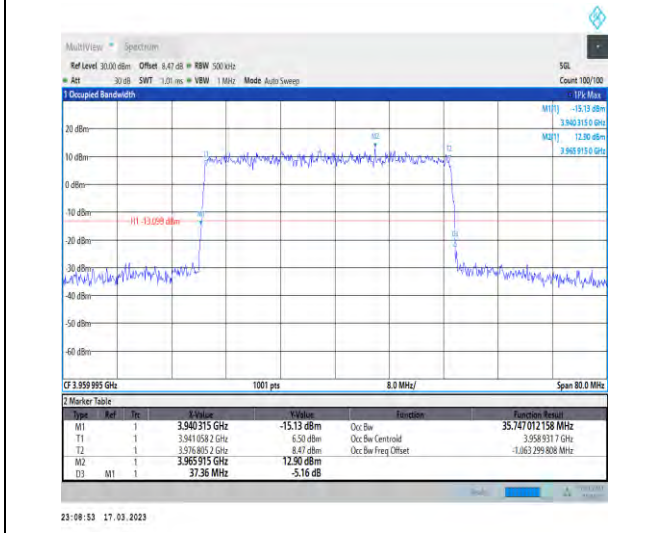 MultiView Spectrum
Ref Level 30.00 dBm Offset 8.47 dB RBW 500 kHz SGL
Att 30 dB SWT 1.01 ms VBW 1 MHz Mode Auto Sweep Count 100/100
1 Occupied Bandwidth 1Pk Max
M1[1] -15.13 dBm
3.940 315 0 GHz
20 dBm M2[1] 12.90 dBm
3.965 915 0 GHz
M2
T1
10 dBm
0 dBm
-10 dBm
M1
H1 -13.099 dBm
-20 dBm
-30 dBm
-40 dBm
-50 dBm
-60 dBm
CF 3.959 995 GHz 1001 pts 8.0 MHz/ Span 80.0 MHz
2 Marker Table
Type Ref Trc X-Value Y-Value Function Function Result
M1 1 3.940 315 GHz -15.13 dBm Occ Bw 35.747 012 158 MHz
T1 1 3.941 058 2 GHz 6.50 dBm Occ Bw Centroid 3.958 931 7 GHz
T2 1 3.976 805 2 GHz 8.47 dBm Occ Bw Freq Offset -1.063 299 808 MHz
M2 1 3.965 915 GHz 12.90 dBm
D3 M1 1 37.36 MHz -5.16 dB
23:08:53 17.03.2023